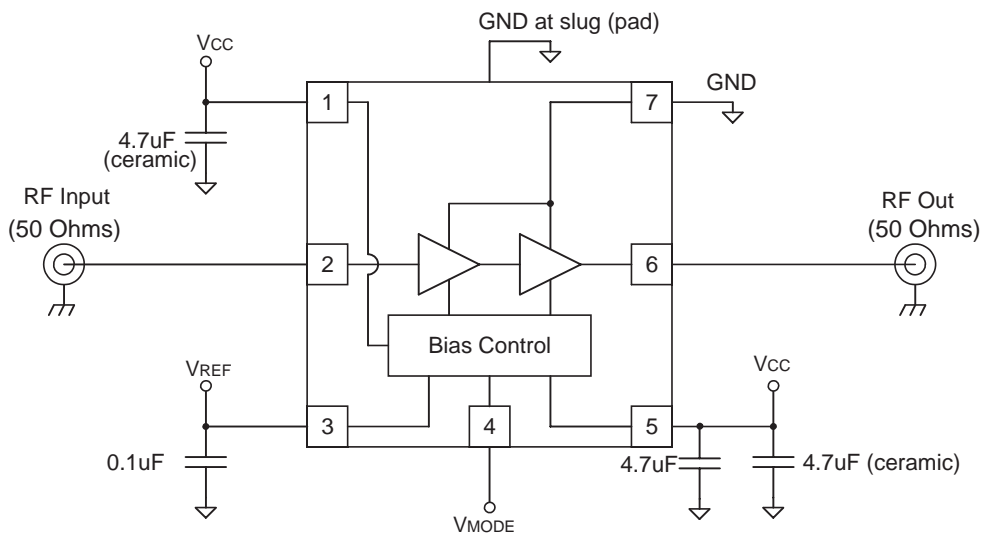 GND at slug (pad)
VCC
GND
1
7
4.7uF
(ceramic)
RF Input
(50 Ohms)
RF Out
(50 Ohms)
2
6
Bias Control
VREF
VCC
3
4
5
0.1uF
4.7uF
4.7uF (ceramic)
VMODE